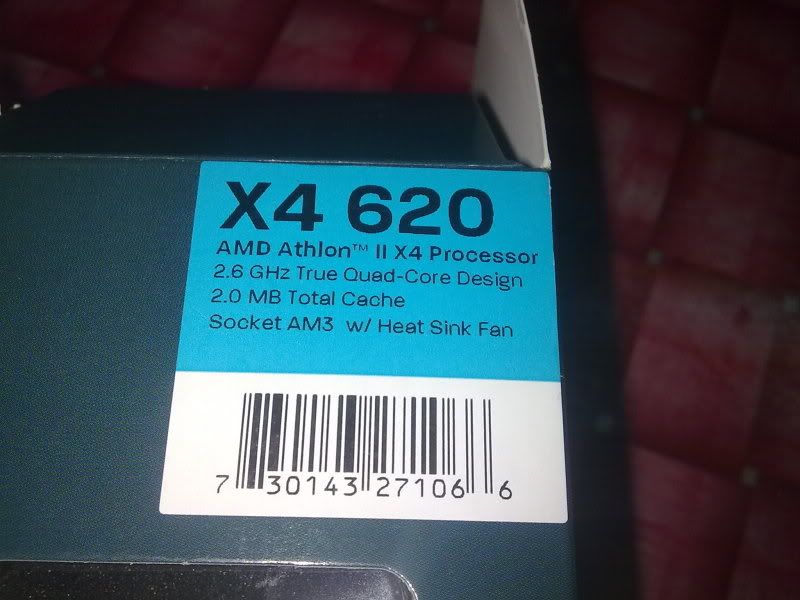 X4 620
AMD Athlon™ II X4 Processor
2.6 GHz True Quad-Core Design
2.0 MB Total Cache
Socket AM3 w/ Heat Sink Fan
7 30143 27106 6